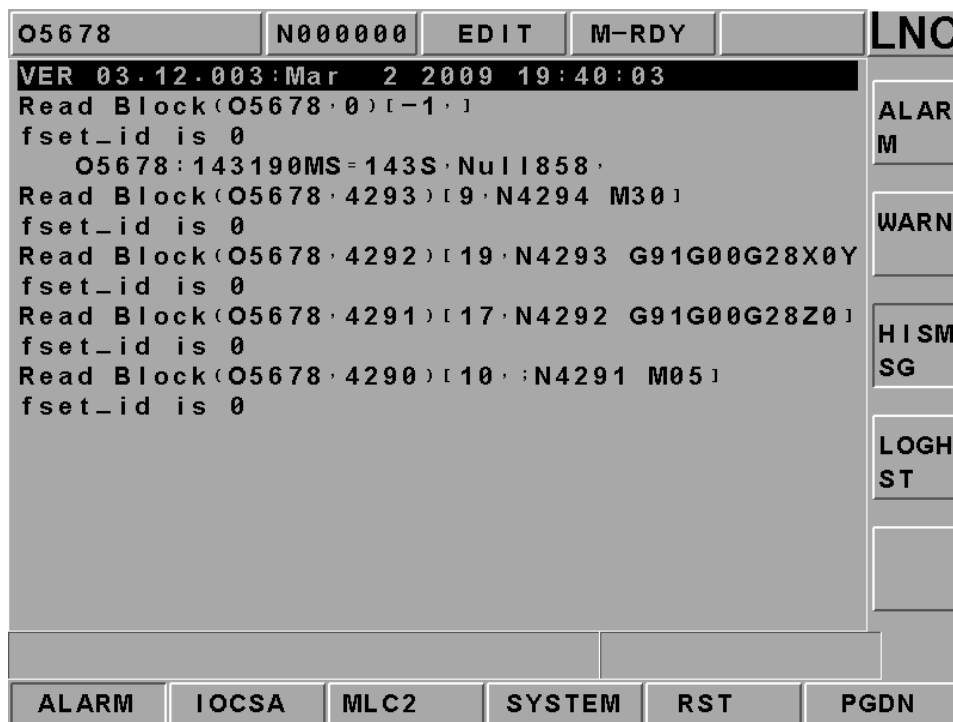 O5678 N000000 EDIT M-RDY LNC
VER 03.12.003:Mar 2 2009 19:40:03
Read Block(O5678,0)[-1,]
fset_id is 0
O5678:143190MS=143S,Null858,
Read Block(O5678,4293)[9,N4294 M30]
fset_id is 0
Read Block(O5678,4292)[19,N4293 G91G00G28X0Y
fset_id is 0
Read Block(O5678,4291)[17,N4292 G91G00G28Z0]
fset_id is 0
Read Block(O5678,4290)[10,;N4291 M05]
fset_id is 0
ALAR
M
WARN
HISM
SG
LOGH
ST
ALARM IOCSA MLC2 SYSTEM RST PGDN